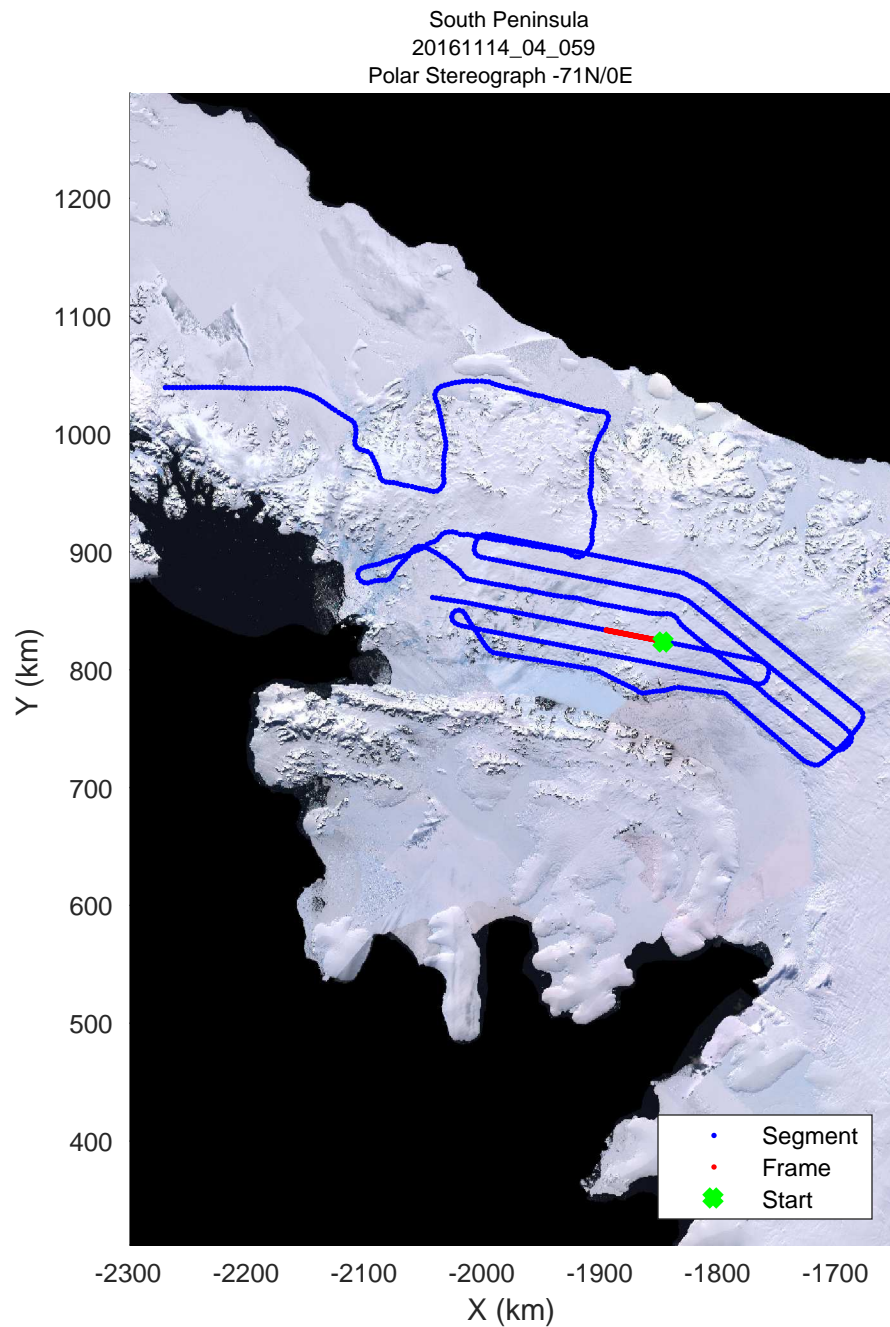 South Peninsula
20161114_04_059
Polar Stereograph -71N/0E
1200
1100
1000
900
800
700
600
500
400
Y (km)
Segment
Frame
Start
-2300 -2200 -2100 -2000 -1900 -1800 -1700
X (km)